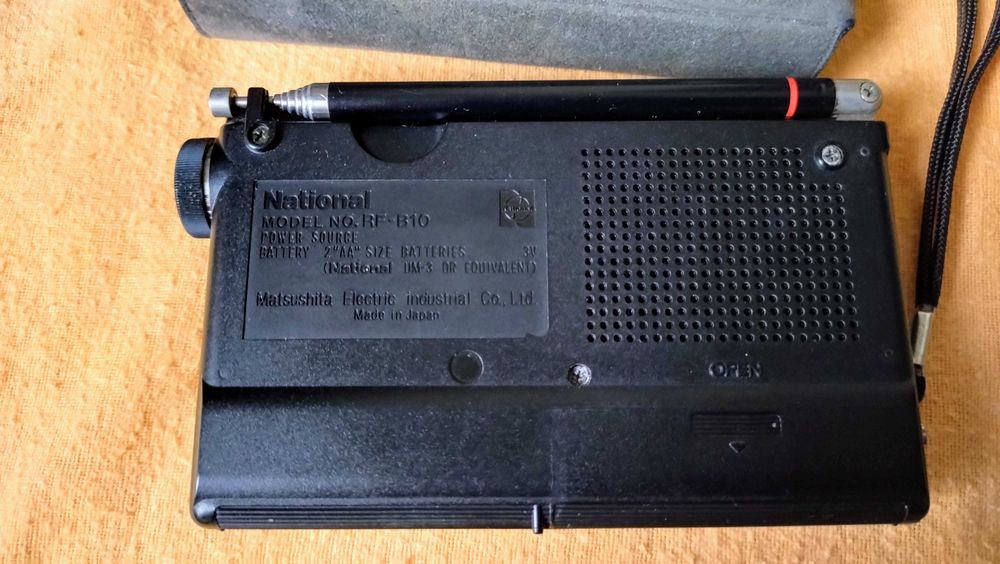 National
MODEL NO. RF-B10
POWER SOURCE
BATTERY 2"AA" SIZE BATTERIES 3V
(National UM-3 OR EQUIVALENT)
Matsushita Electric industrial Co., Ltd.
Made in Japan
OPEN